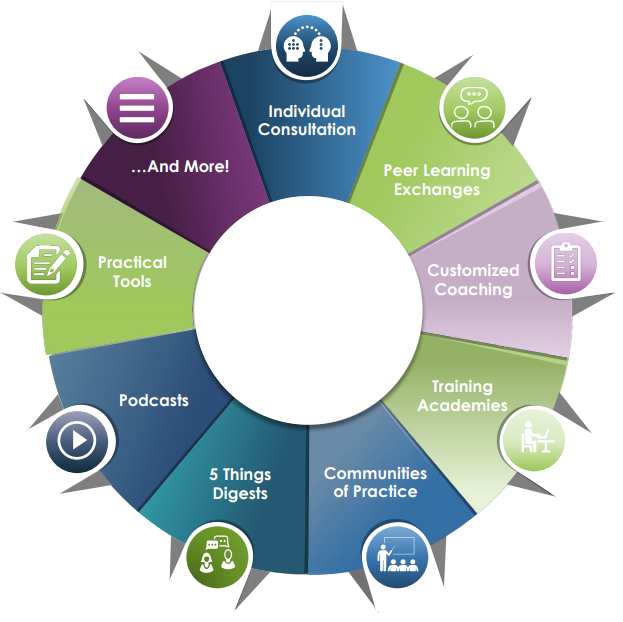 Individual
Consultation
Peer Learning
Exchanges
Customized
Coaching
Training
Academies
Communities
of Practice
5 Things
Digests
Podcasts
Practical
Tools
…And More!